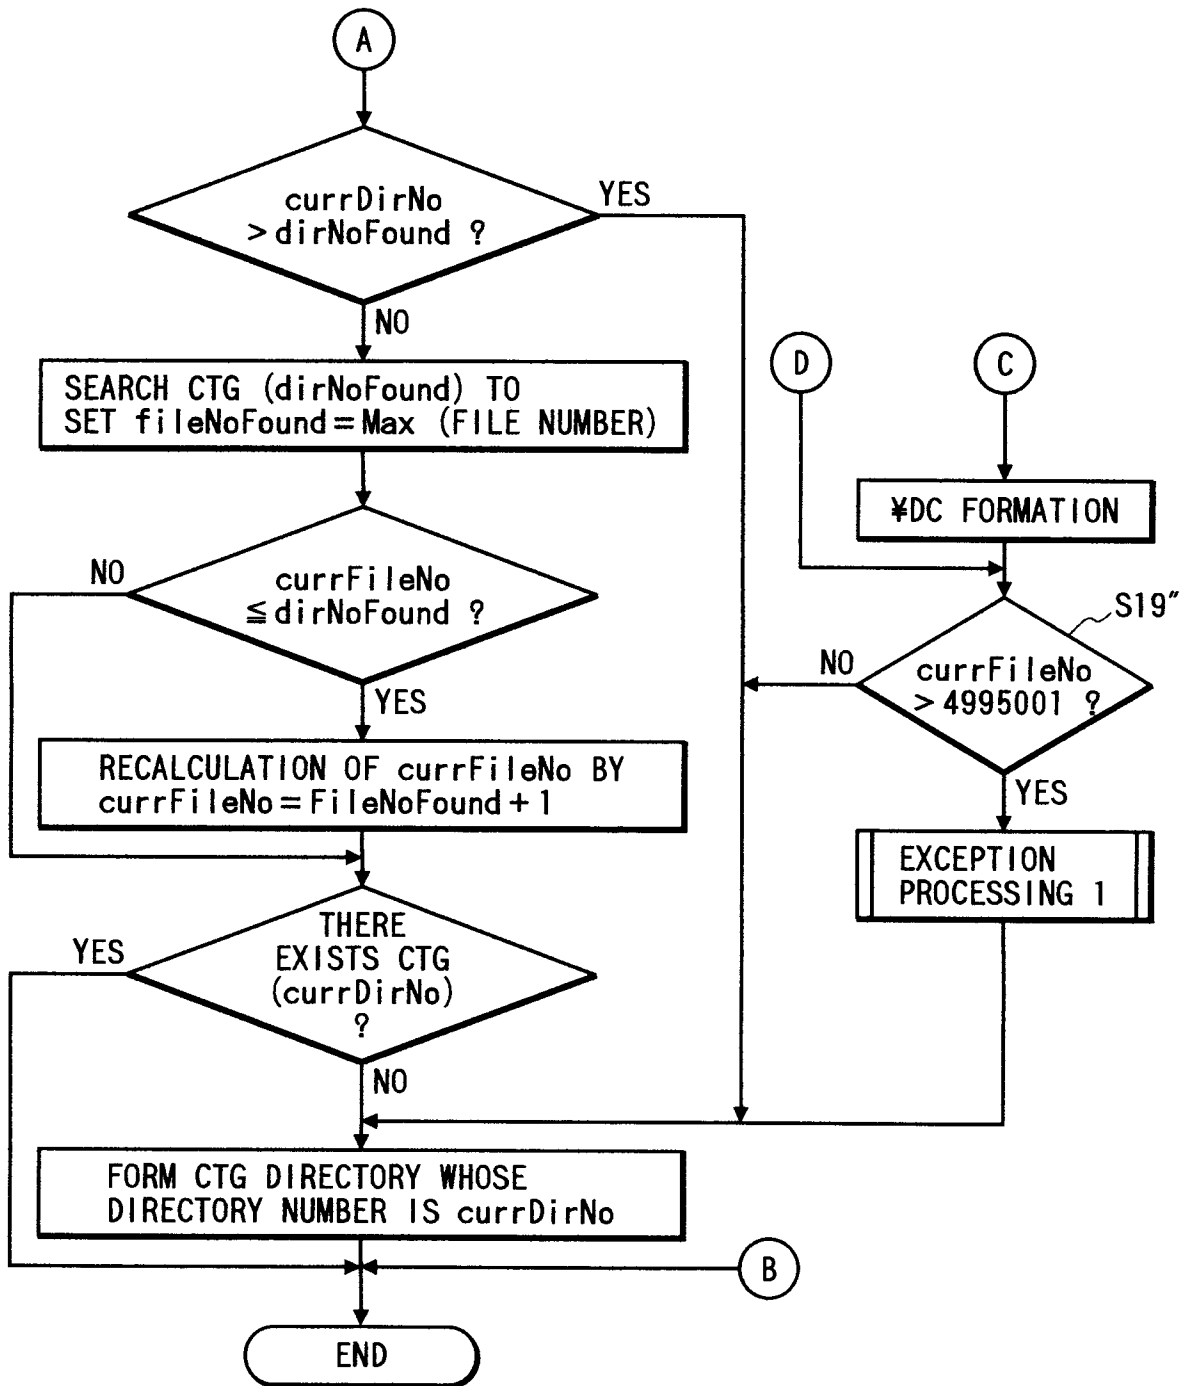 A
currDirNo
> dirNoFound ?
YES
NO
SEARCH CTG (dirNoFound) TO
SET fileNoFound=Max (FILE NUMBER)
D
C
¥DC FORMATION
NO
currFileNo
≦ dirNoFound ?
YES
S19"
NO
currFileNo
> 4995001 ?
YES
RECALCULATION OF currFileNo BY
currFileNo=FileNoFound+1
EXCEPTION
PROCESSING 1
YES
THERE
EXISTS CTG
(currDirNo)
?
NO
FORM CTG DIRECTORY WHOSE
DIRECTORY NUMBER IS currDirNo
B
END